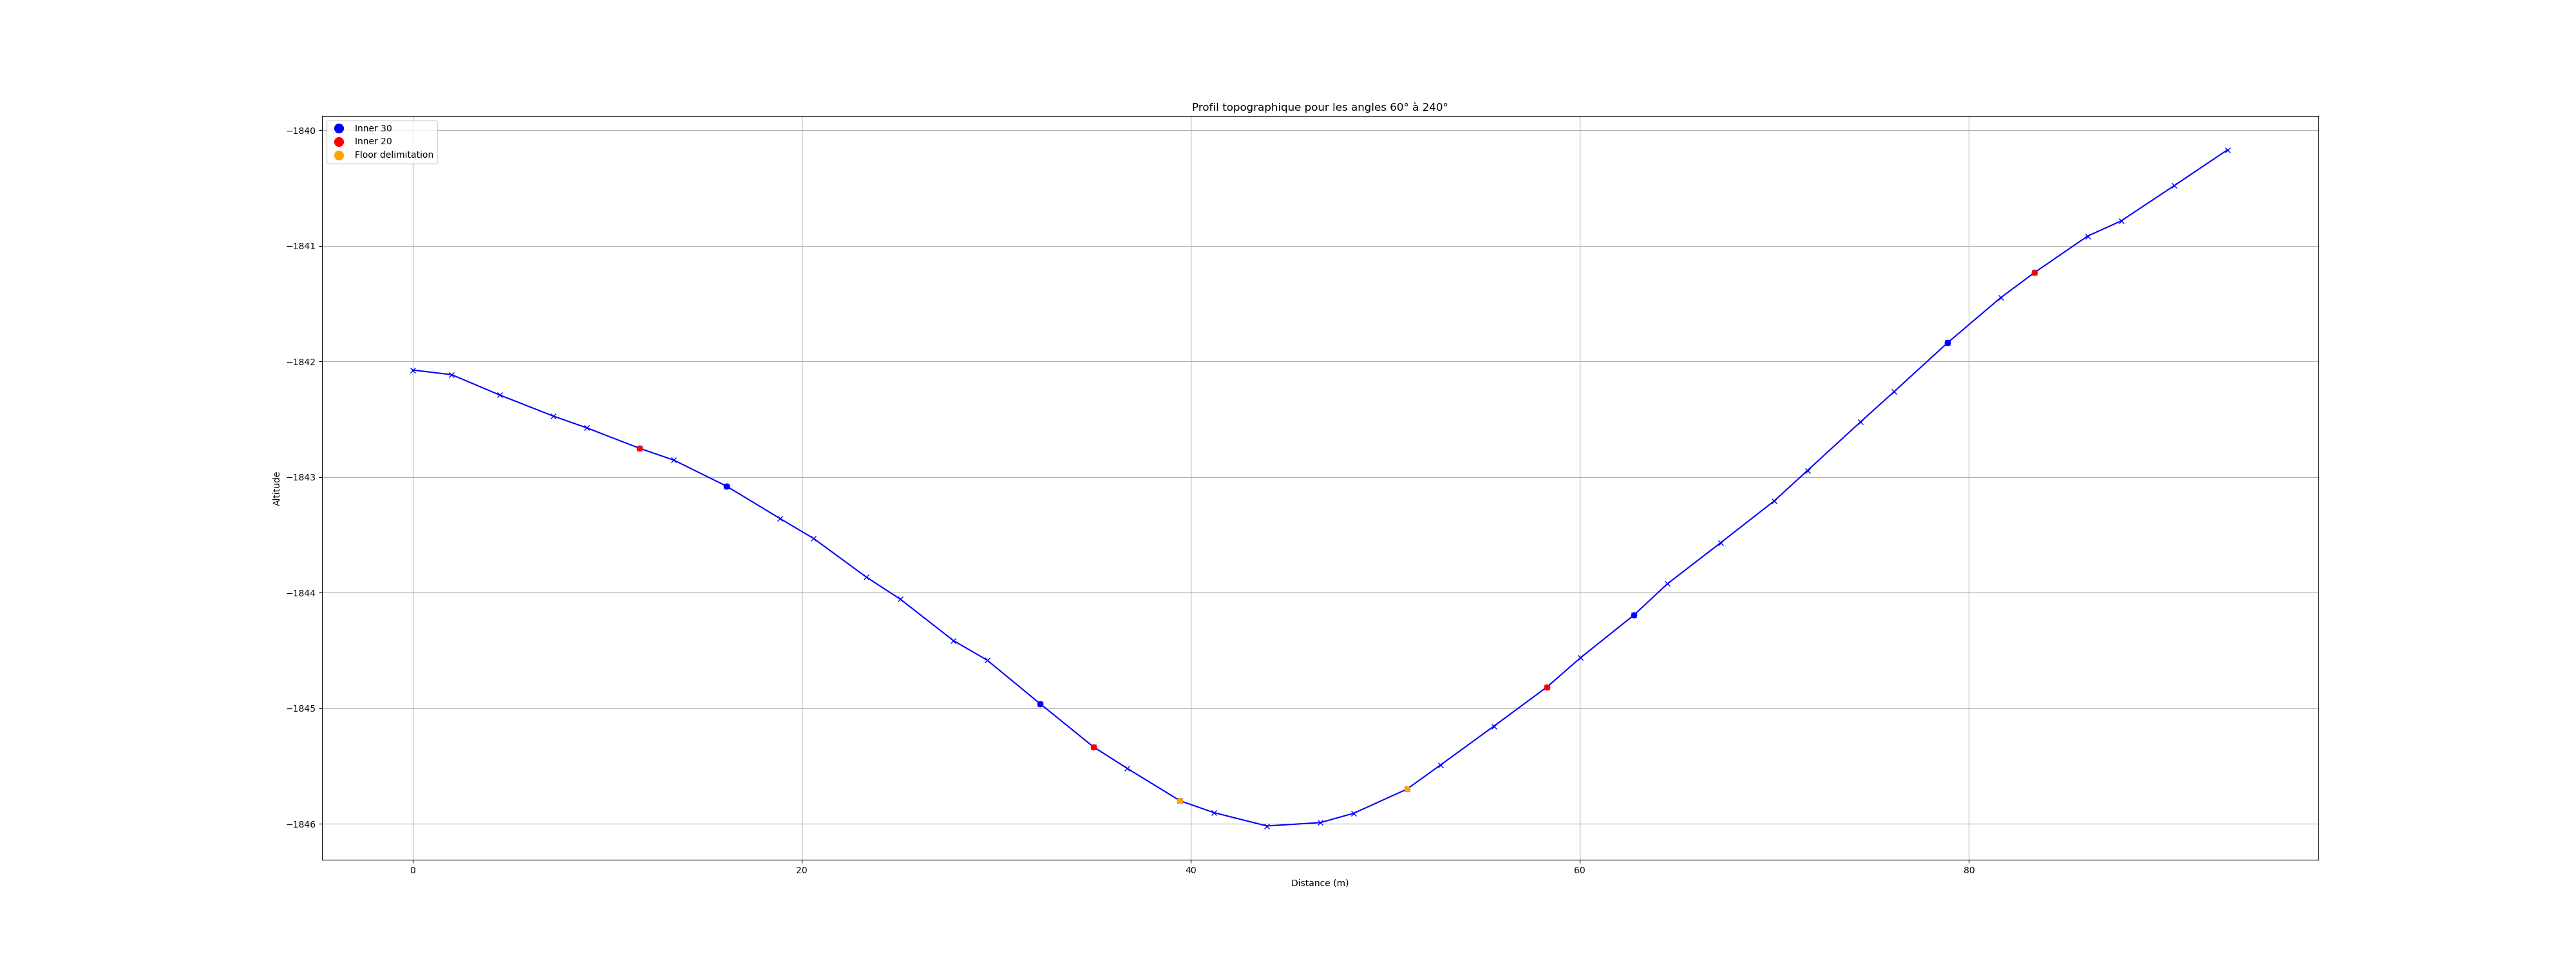 Profil topographique pour les angles 60° à 240°
Inner 30
Inner 20
Floor delimitation
Altitude
−1840
−1841
−1842
−1843
−1844
−1845
−1846
0 20 40 60 80
Distance (m)